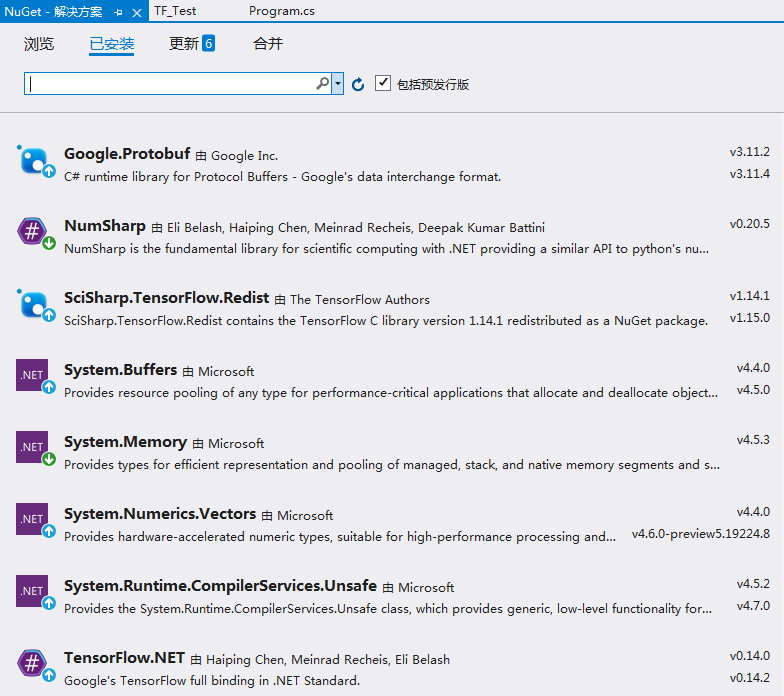 NuGet - 解决方案 TF_Test Program.cs
浏览 已安装 更新 6 合并
包括预发行版
Google.Protobuf 由 Google Inc. v3.11.2
C# runtime library for Protocol Buffers - Google's data interchange format. v3.11.4
NumSharp 由 Eli Belash, Haiping Chen, Meinrad Recheis, Deepak Kumar Battini v0.20.5
NumSharp is the fundamental library for scientific computing with .NET providing a similar API to python's nu...
SciSharp.TensorFlow.Redist 由 The TensorFlow Authors v1.14.1
SciSharp.TensorFlow.Redist contains the TensorFlow C library version 1.14.1 redistributed as a NuGet package. v1.15.0
.NET System.Buffers 由 Microsoft v4.4.0
Provides resource pooling of any type for performance-critical applications that allocate and deallocate object... v4.5.0
.NET System.Memory 由 Microsoft v4.5.3
Provides types for efficient representation and pooling of managed, stack, and native memory segments and s...
.NET System.Numerics.Vectors 由 Microsoft v4.4.0
Provides hardware-accelerated numeric types, suitable for high-performance processing and... v4.6.0-preview5.19224.8
.NET System.Runtime.CompilerServices.Unsafe 由 Microsoft v4.5.2
Provides the System.Runtime.CompilerServices.Unsafe class, which provides generic, low-level functionality for... v4.7.0
TensorFlow.NET 由 Haiping Chen, Meinrad Recheis, Eli Belash v0.14.0
Google's TensorFlow full binding in .NET Standard. v0.14.2